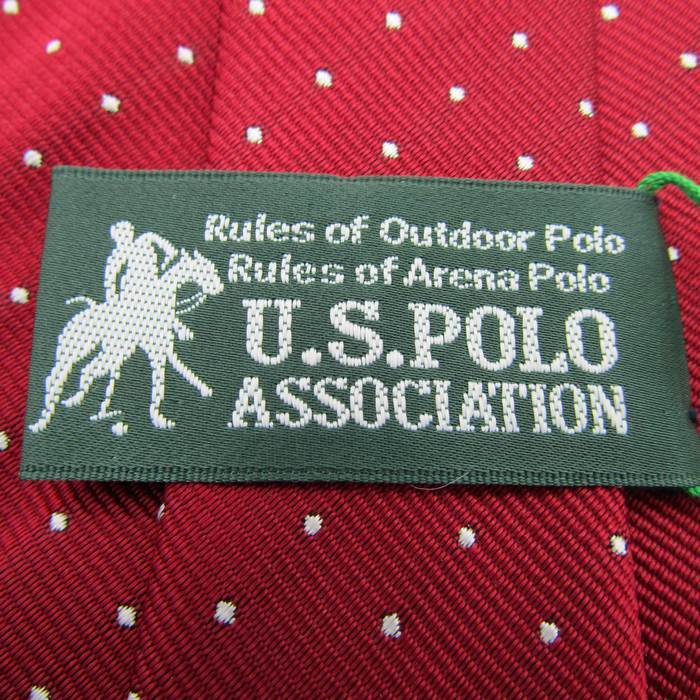 Rules of Outdoor Polo
Rules of Arena Polo
U.S.POLO
ASSOCIATION